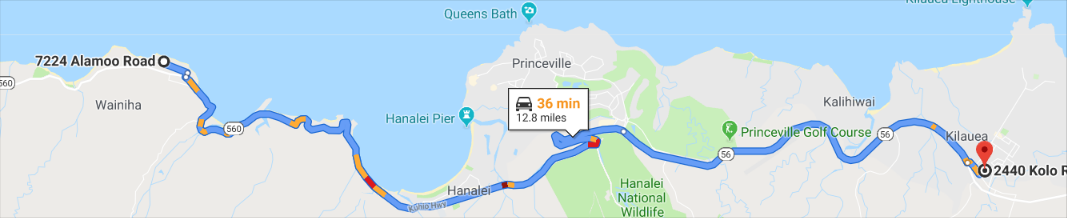 Kilauea Lighthouse
Queens Bath
7224 Alamoo Road
Princeville
560
Wainiha
36 min
12.8 miles
Kalihiwai
Hanalei Pier
560
Princeville Golf Course
56
Kilauea
56
2440 Kolo R
Hanalei
Hanalei
National
Wildlife
Kuhio Hwy